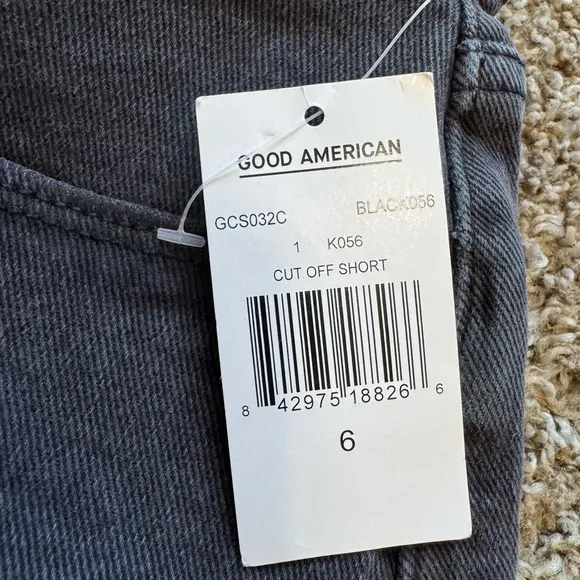 GOOD AMERICAN
GCS032C BLACK056
1 K056
CUT OFF SHORT
8 42975 18826 6
6